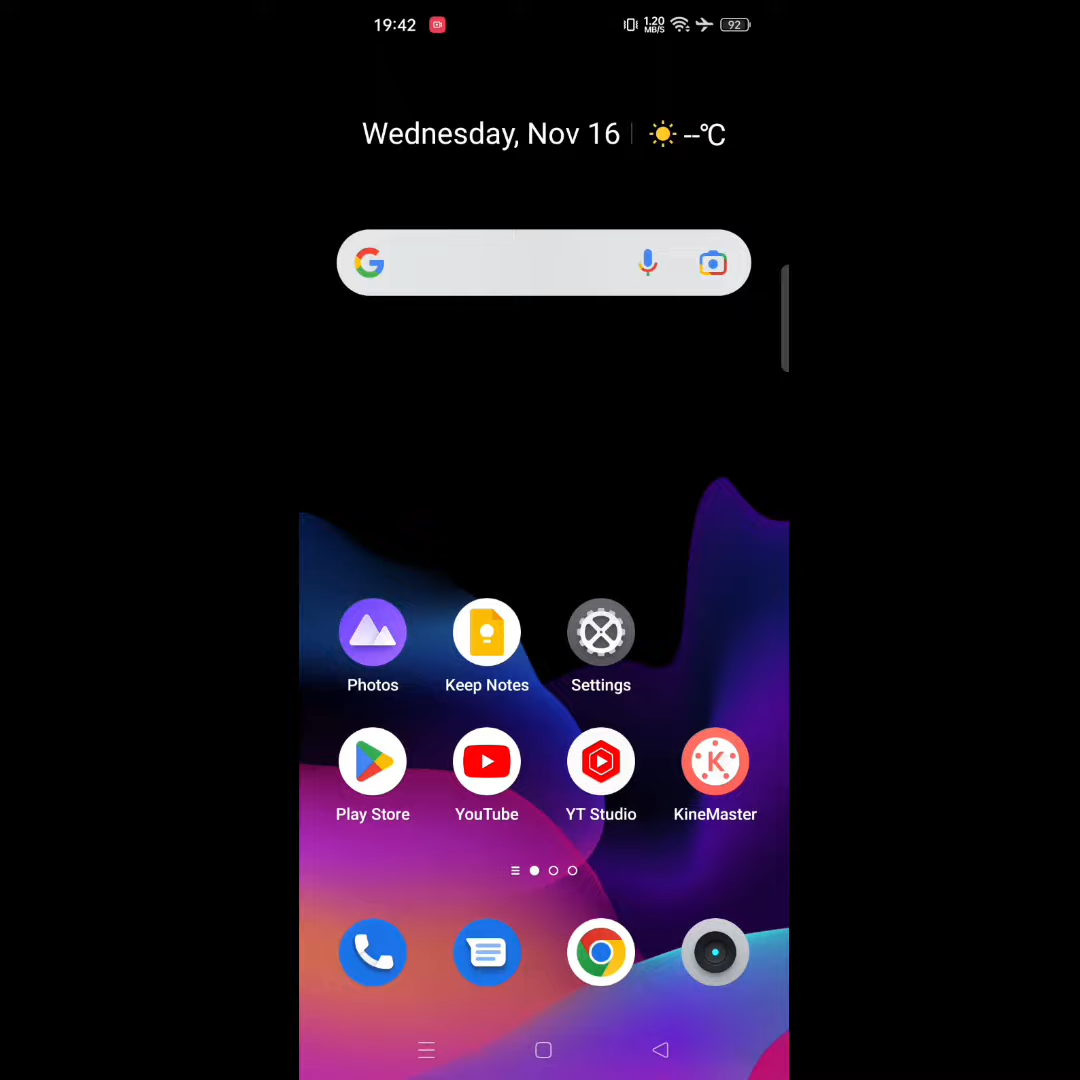 19:42 1.20 MB/S 92
Wednesday, Nov 16 --°C
Photos Keep Notes Settings
Play Store YouTube YT Studio KineMaster